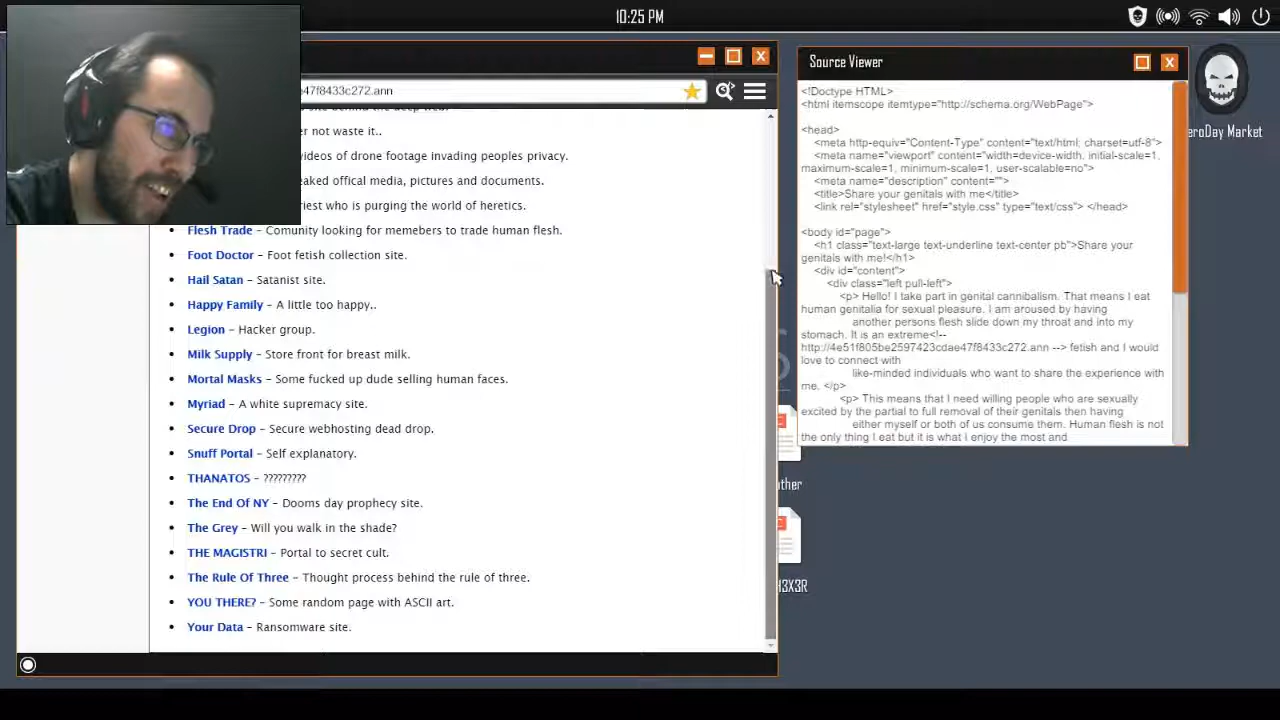 10:25 PM
e47f8433c272.ann
er not waste it..
videos of drone footage invading peoples privacy.
eaked offical media, pictures and documents.
riest who is purging the world of heretics.
Flesh Trade - Comunity looking for memebers to trade human flesh.
Foot Doctor - Foot fetish collection site.
Hail Satan - Satanist site.
Happy Family - A little too happy..
Legion - Hacker group.
Milk Supply - Store front for breast milk.
Mortal Masks - Some fucked up dude selling human faces.
Myriad - A white supremacy site.
Secure Drop - Secure webhosting dead drop.
Snuff Portal - Self explanatory.
THANATOS - ?????????
The End Of NY - Dooms day prophecy site.
The Grey - Will you walk in the shade?
THE MAGISTRI - Portal to secret cult.
The Rule Of Three - Thought process behind the rule of three.
YOU THERE? - Some random page with ASCII art.
Your Data - Ransomware site.
Source Viewer
<!Doctype HTML>
<html itemscope itemtype="http://schema.org/WebPage">
<head>
<meta http-equiv="Content-Type" content="text/html; charset=utf-8">
<meta name="viewport" content="width=device-width, initial-scale=1,
maximum-scale=1, minimum-scale=1, user-scalable=no">
<meta name="description" content="">
<title>Share your genitals with me</title>
<link rel="stylesheet" href="style.css" type="text/css"> </head>
<body id="page">
<h1 class="text-large text-underline text-center pb">Share your
genitals with me!</h1>
<div id="content">
<div class="left pull-left">
<p> Hello! I take part in genital cannibalism. That means I eat
human genitalia for sexual pleasure. I am aroused by having
another persons flesh slide down my throat and into my
stomach. It is an extreme<!--
http://4e51f805be2597423cdae47f8433c272.ann --> fetish and I would
love to connect with
like-minded individuals who want to share the experience with
me. </p>
<p> This means that I need willing people who are sexually
excited by the partial to full removal of their genitals then having
either myself or both of us consume them. Human flesh is not
the only thing I eat but it is what I enjoy the most and
eroDay Market
ther
H3X3R